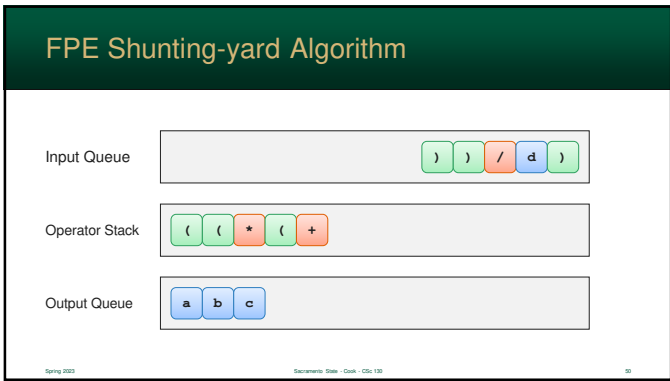 FPE Shunting-yard Algorithm
Input Queue ) ) / d )
Operator Stack ( ( * ( +
Output Queue a b c
Spring 2023 Sacramento State - Cook - CSc 130 50